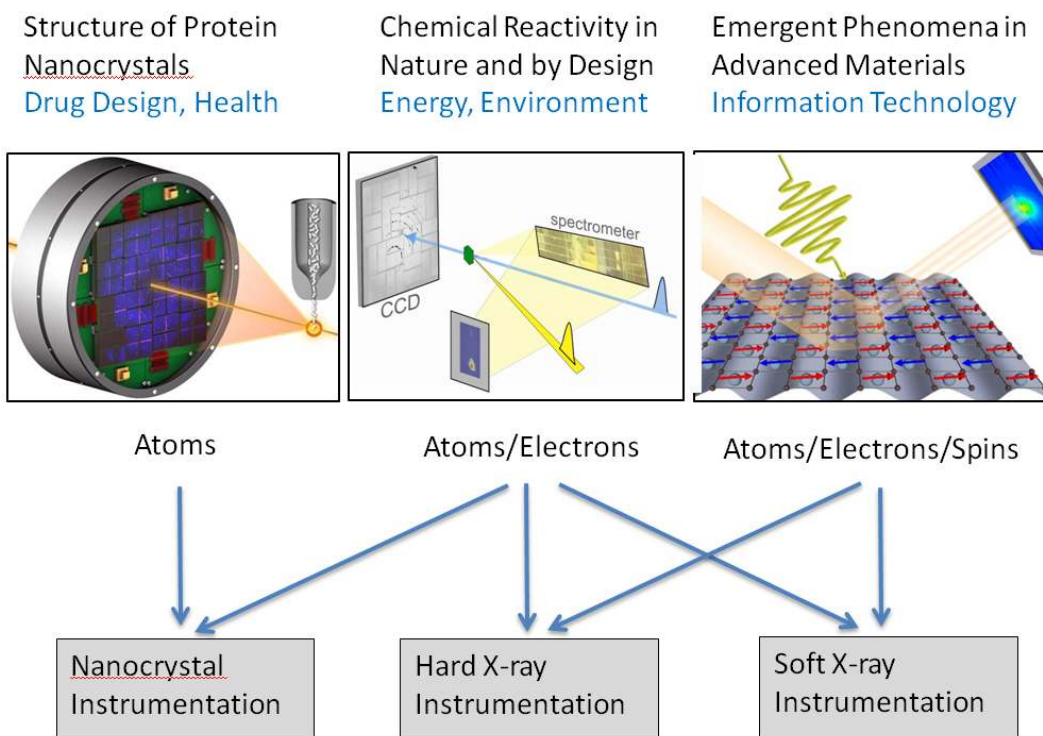 Structure of Protein
Nanocrystals
Drug Design, Health
Chemical Reactivity in
Nature and by Design
Energy, Environment
Emergent Phenomena in
Advanced Materials
Information Technology
spectrometer
CCD
Atoms
Atoms/Electrons
Atoms/Electrons/Spins
Nanocrystal
Instrumentation
Hard X-ray
Instrumentation
Soft X-ray
Instrumentation